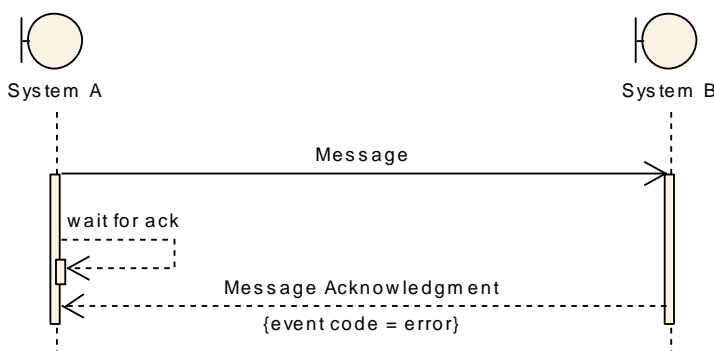 System A
System B
Message
wait for ack
Message Acknowledgment
{event code = error}